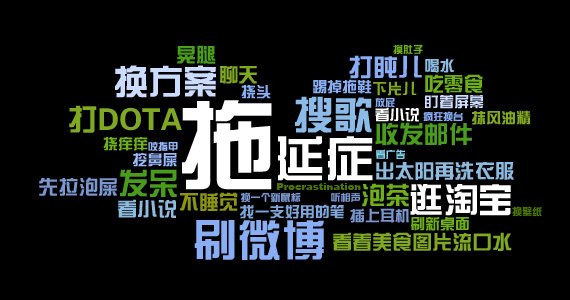 摸肚子
晃腿
打盹儿
喝水
换方案
聊天
踢掉拖鞋
下片儿
吃零食
挠头
搜歌
放屁
盯着屏幕
打DOTA
拖延症
看小说
疯狂换台
抹风油精
收发邮件
挠痒痒
咬指甲
看广告
挖鼻屎
出太阳再洗衣服
先拉泡屎
发呆
Procrastination
泡茶
逛淘宝
不睡觉
换一个新鼠标
听相声
看小说
找一支好用的笔
插上耳机
换壁纸
刷新桌面
刷微博
看着美食图片流口水